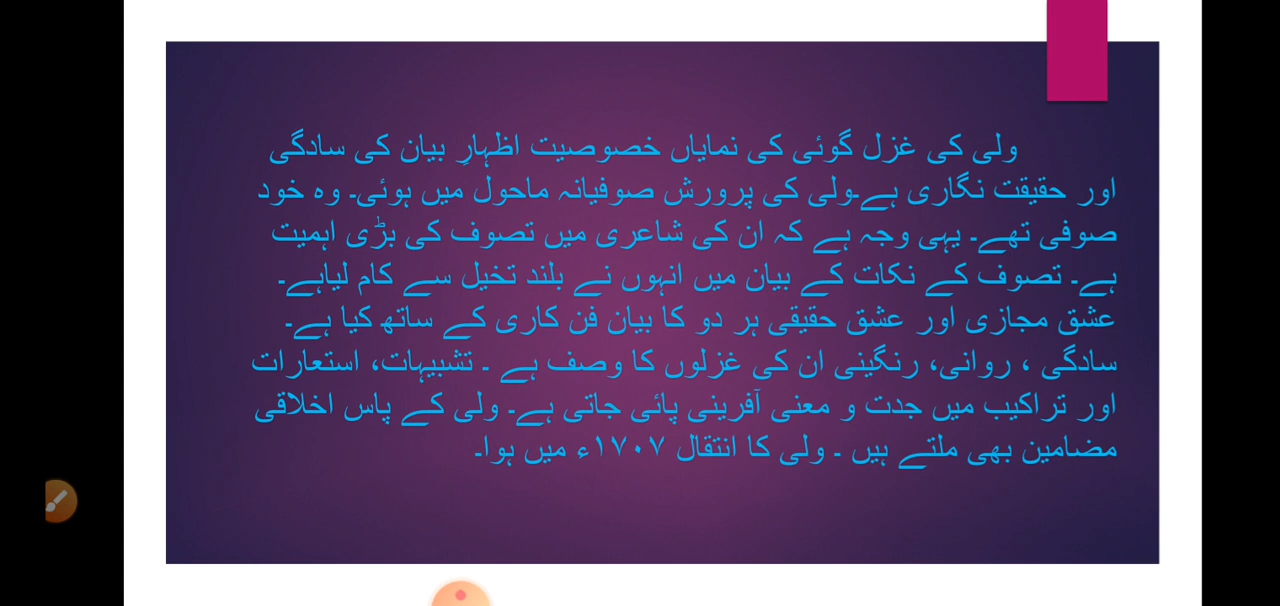 ولی کی غزل گوئی کی نمایاں خصوصیت اظہارِ بیان کی سادگی
اور حقیقت نگاری ہے۔ولی کی پرورش صوفیانہ ماحول میں ہوئی۔ وہ خود
صوفی تھے۔ یہی وجہ ہے کہ ان کی شاعری میں تصوف کی بڑی اہمیت
ہے۔ تصوف کے نکات کے بیان میں انہوں نے بلند تخیل سے کام لیاہے۔
عشق مجازی اور عشق حقیقی ہر دو کا بیان فن کاری کے ساتھ کیا ہے۔
سادگی ، روانی، رنگینی ان کی غزلوں کا وصف ہے ۔ تشبیہات، استعارات
اور تراکیب میں جدت و معنی آفرینی پائی جاتی ہے۔ ولی کے پاس اخلاقی
مضامین بھی ملتے ہیں ۔ ولی کا انتقال ۱۷۰۷ء میں ہوا۔